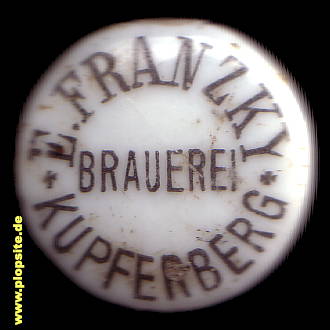 E. FRANZKY
BRAUEREI
* KUPFERBERG *
www.plopsite.de